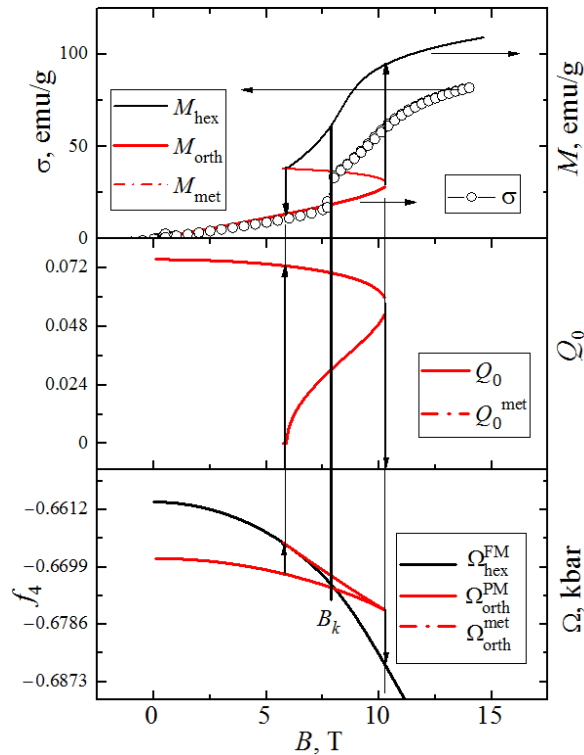 100
50
0
σ, emu/g
M, emu/g
M_hex
M_orth
M_met
σ
0.072
0.048
0.024
0
Q_0
Q_0
Q_0^met
−0.6612
−0.6699
−0.6786
−0.6873
f_4
Ω, kbar
Ω_hex^FM
Ω_orth^PM
Ω_orth^met
B_k
0 5 10 15
B, T